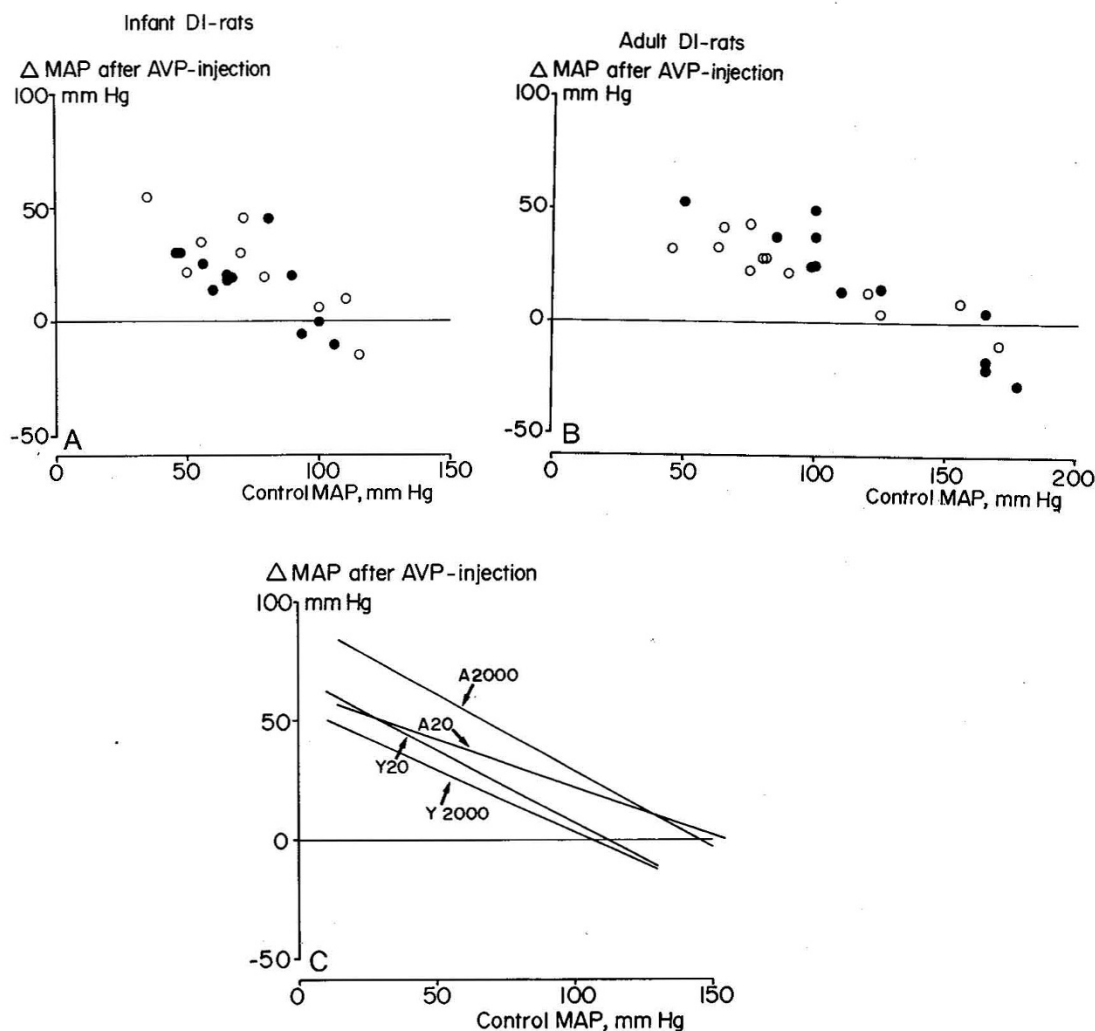 Infant DI-rats
△ MAP after AVP-injection
100 mm Hg
50
0
-50
A
0 50 100 150
Control MAP, mm Hg
Adult DI-rats
△ MAP after AVP-injection
100 mm Hg
50
0
-50
B
0 50 100 150 200
Control MAP, mm Hg
△ MAP after AVP-injection
100 mm Hg
A2000
50
A20
Y20
Y 2000
0
-50
C
0 50 100 150
Control MAP, mm Hg